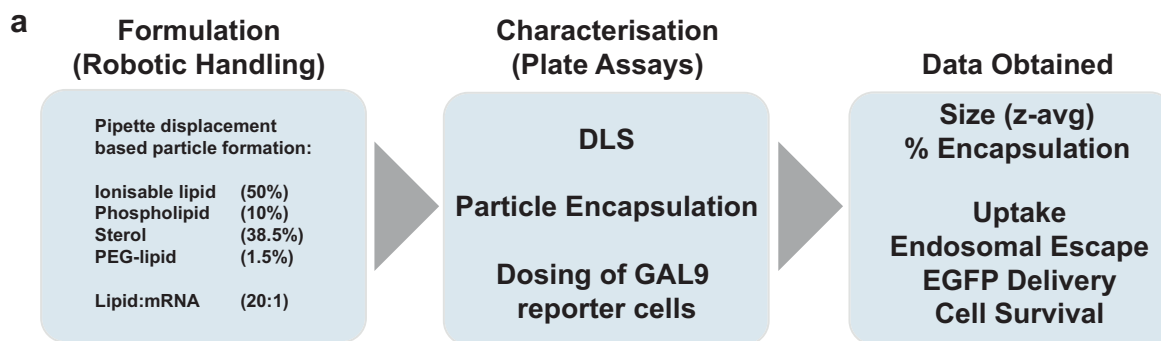 a
Formulation
(Robotic Handling)
Pipette displacement
based particle formation:
Ionisable lipid (50%)
Phospholipid (10%)
Sterol (38.5%)
PEG-lipid (1.5%)
Lipid:mRNA (20:1)
Characterisation
(Plate Assays)
DLS
Particle Encapsulation
Dosing of GAL9
reporter cells
Data Obtained
Size (z-avg)
% Encapsulation
Uptake
Endosomal Escape
EGFP Delivery
Cell Survival